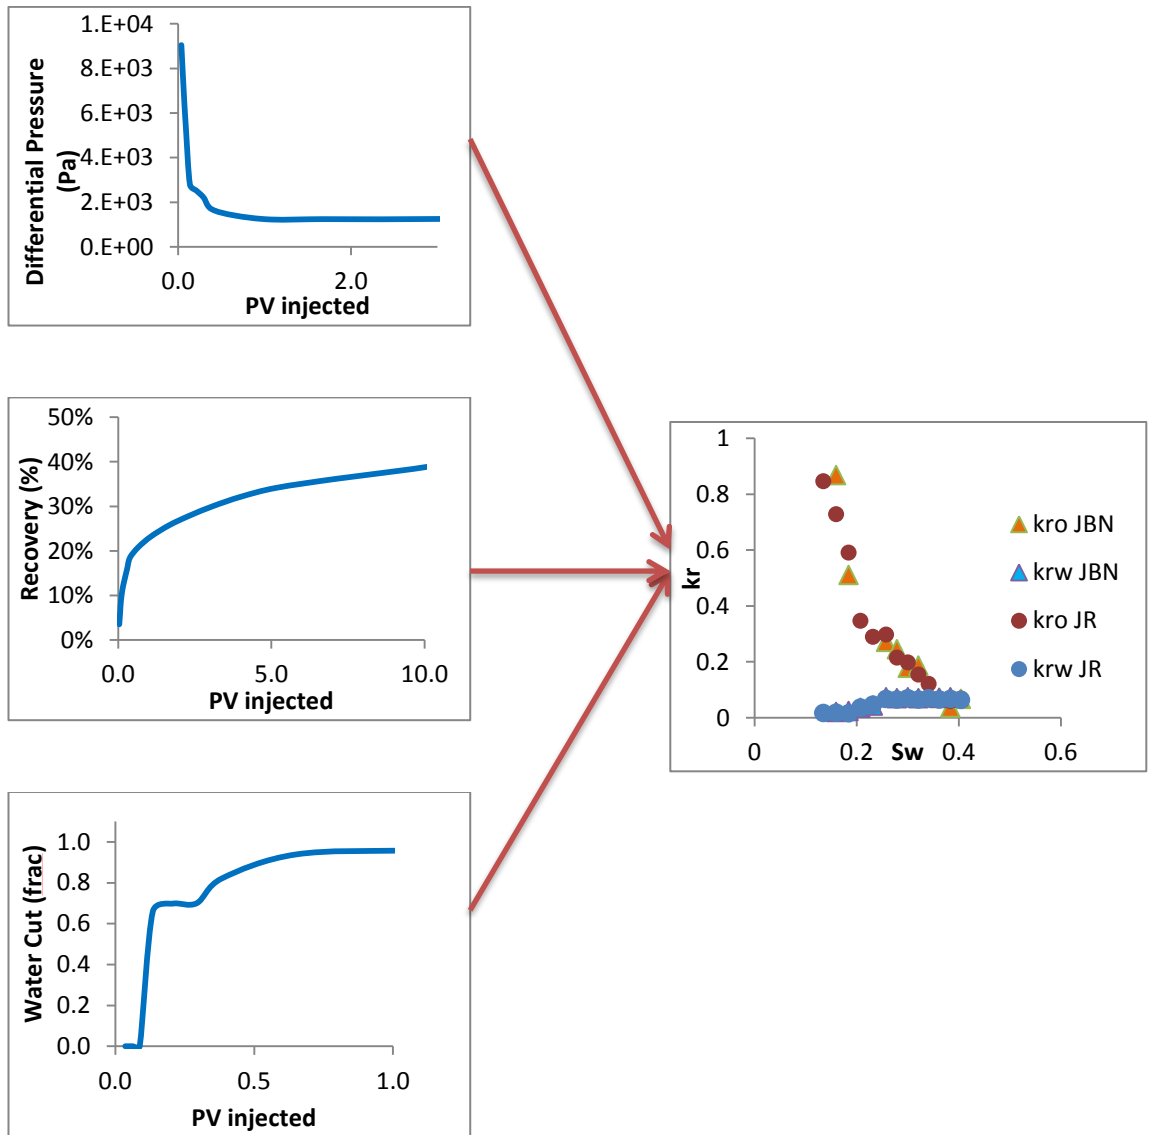 1.E+04
8.E+03
6.E+03
4.E+03
2.E+03
0.E+00
Differential Pressure
(Pa)
0.0 2.0
PV injected
50%
40%
30%
20%
10%
0%
Recovery (%)
0.0 5.0 10.0
PV injected
1.0
0.8
0.6
0.4
0.2
0.0
Water Cut (frac)
0.0 0.5 1.0
PV injected
1
0.8
0.6
0.4
0.2
0
kr
0 0.2 0.4 0.6
Sw
kro JBN
krw JBN
kro JR
krw JR